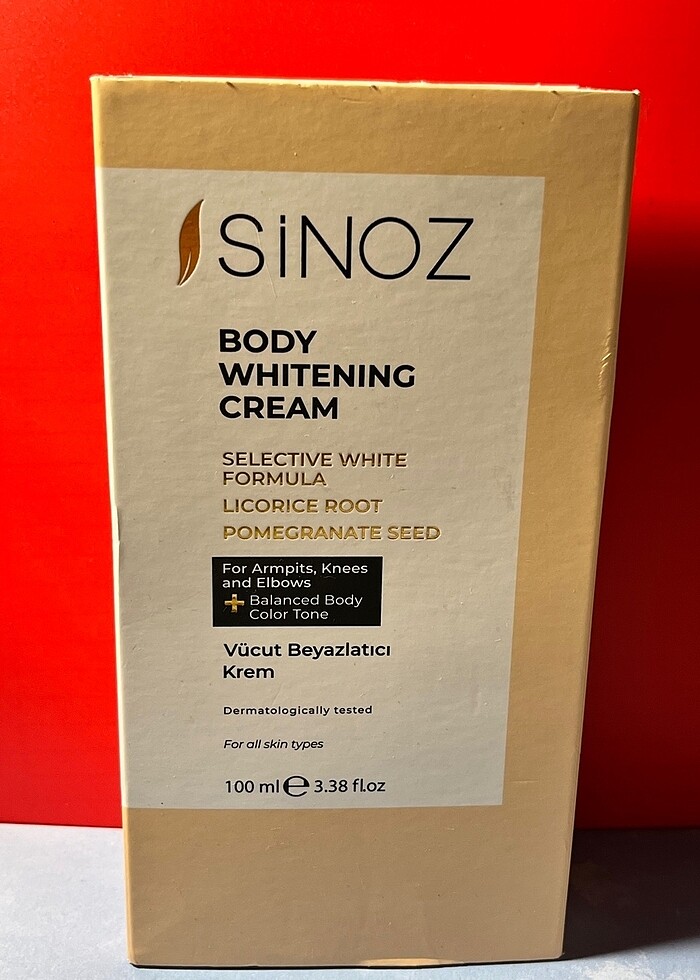 SiNOZ
BODY
WHITENING
CREAM
SELECTIVE WHITE
FORMULA
LICORICE ROOT
POMEGRANATE SEED
For Armpits, Knees
and Elbows
+ Balanced Body
Color Tone
Vücut Beyazlatıcı
Krem
Dermatologically tested
For all skin types
100 ml ℮ 3.38 fl.oz